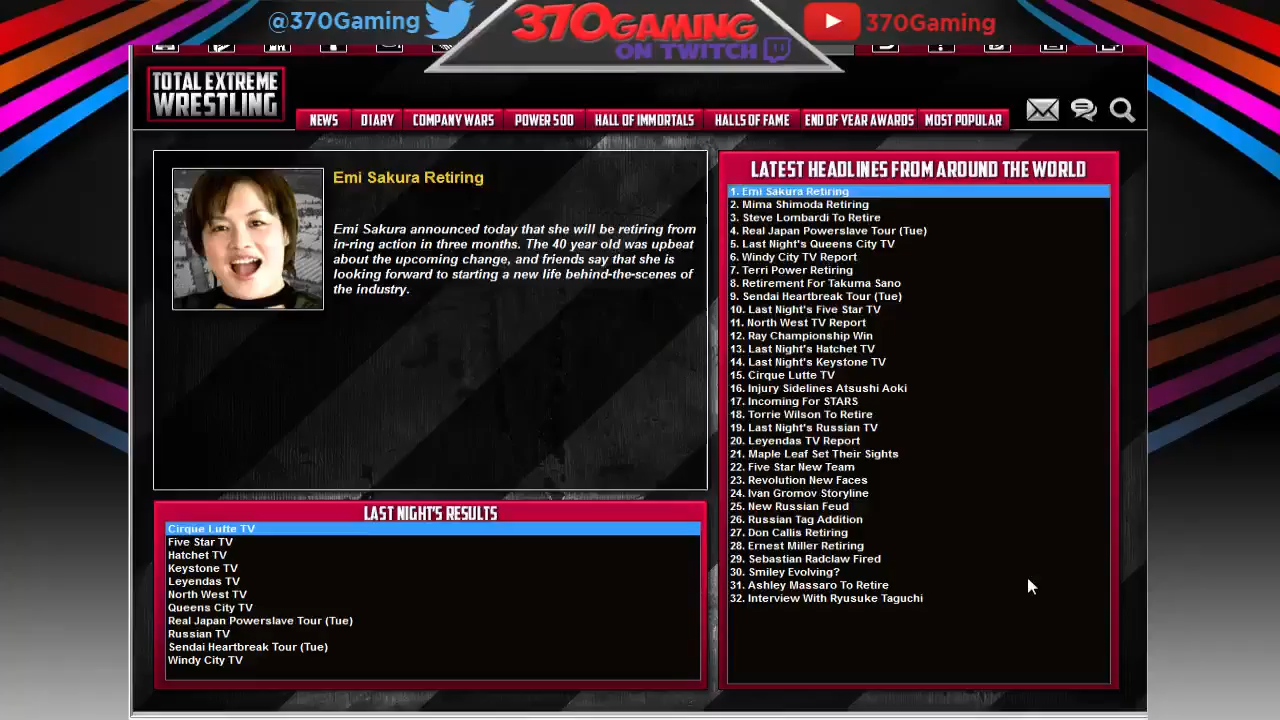 @370Gaming
370GAMING
ON TWITCH
370Gaming
TOTAL EXTREME
WRESTLING
NEWS
DIARY
COMPANY WARS
POWER 500
HALL OF IMMORTALS
HALLS OF FAME
END OF YEAR AWARDS
MOST POPULAR
Emi Sakura Retiring
Emi Sakura announced today that she will be retiring from
in-ring action in three months. The 40 year old was upbeat
about the upcoming change, and friends say that she is
looking forward to starting a new life behind-the-scenes of
the industry.
LAST NIGHT'S RESULTS
Cirque Lutte TV
Five Star TV
Hatchet TV
Keystone TV
Leyendas TV
North West TV
Queens City TV
Real Japan Powerslave Tour (Tue)
Russian TV
Sendai Heartbreak Tour (Tue)
Windy City TV
LATEST HEADLINES FROM AROUND THE WORLD
1. Emi Sakura Retiring
2. Mima Shimoda Retiring
3. Steve Lombardi To Retire
4. Real Japan Powerslave Tour (Tue)
5. Last Night's Queens City TV
6. Windy City TV Report
7. Terri Power Retiring
8. Retirement For Takuma Sano
9. Sendai Heartbreak Tour (Tue)
10. Last Night's Five Star TV
11. North West TV Report
12. Ray Championship Win
13. Last Night's Hatchet TV
14. Last Night's Keystone TV
15. Cirque Lutte TV
16. Injury Sidelines Atsushi Aoki
17. Incoming For STARS
18. Torrie Wilson To Retire
19. Last Night's Russian TV
20. Leyendas TV Report
21. Maple Leaf Set Their Sights
22. Five Star New Team
23. Revolution New Faces
24. Ivan Gromov Storyline
25. New Russian Feud
26. Russian Tag Addition
27. Don Callis Retiring
28. Ernest Miller Retiring
29. Sebastian Radclaw Fired
30. Smiley Evolving?
31. Ashley Massaro To Retire
32. Interview With Ryusuke Taguchi